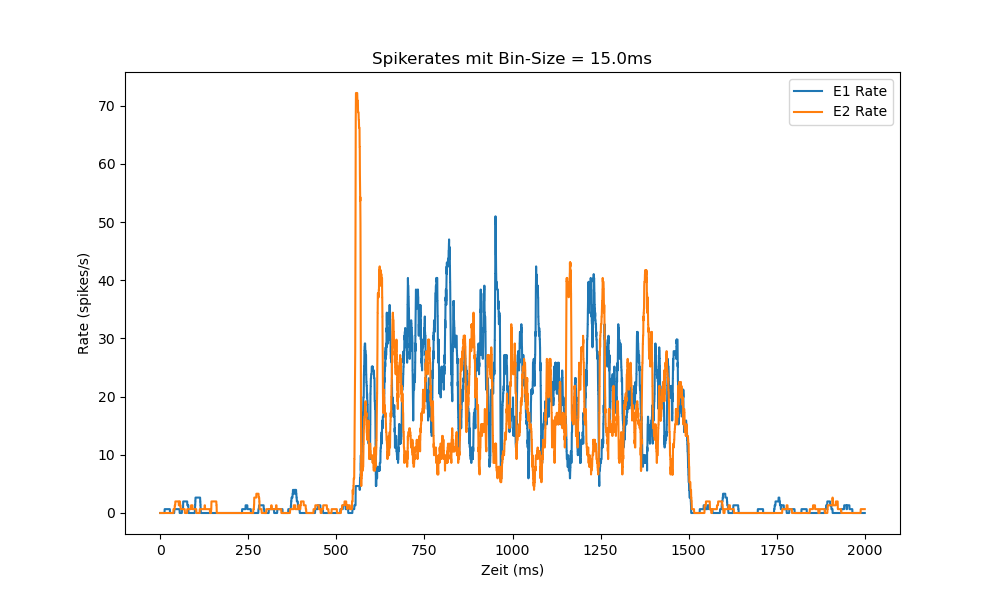 Spikerates mit Bin-Size = 15.0ms
E1 Rate
E2 Rate
Rate (spikes/s)
70
60
50
40
30
20
10
0
0 250 500 750 1000 1250 1500 1750 2000
Zeit (ms)